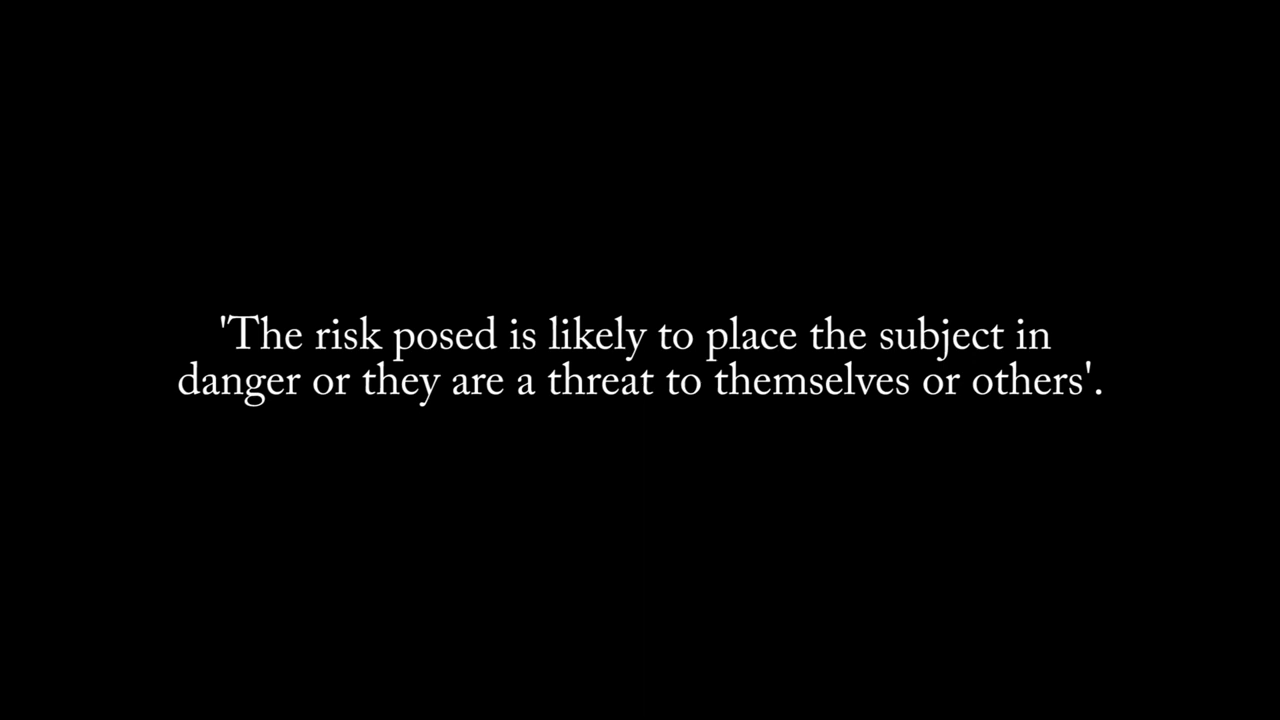 'The risk posed is likely to place the subject in
danger or they are a threat to themselves or others'.